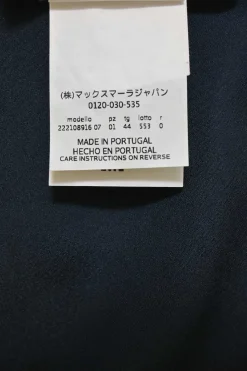 (株)マックスマーラジャパン
0120-030-535
modello pz tg lotto r
222108916 07 01 44 553 0
MADE IN PORTUGAL
HECHO EN PORTUGAL
CARE INSTRUCTIONS ON REVERSE